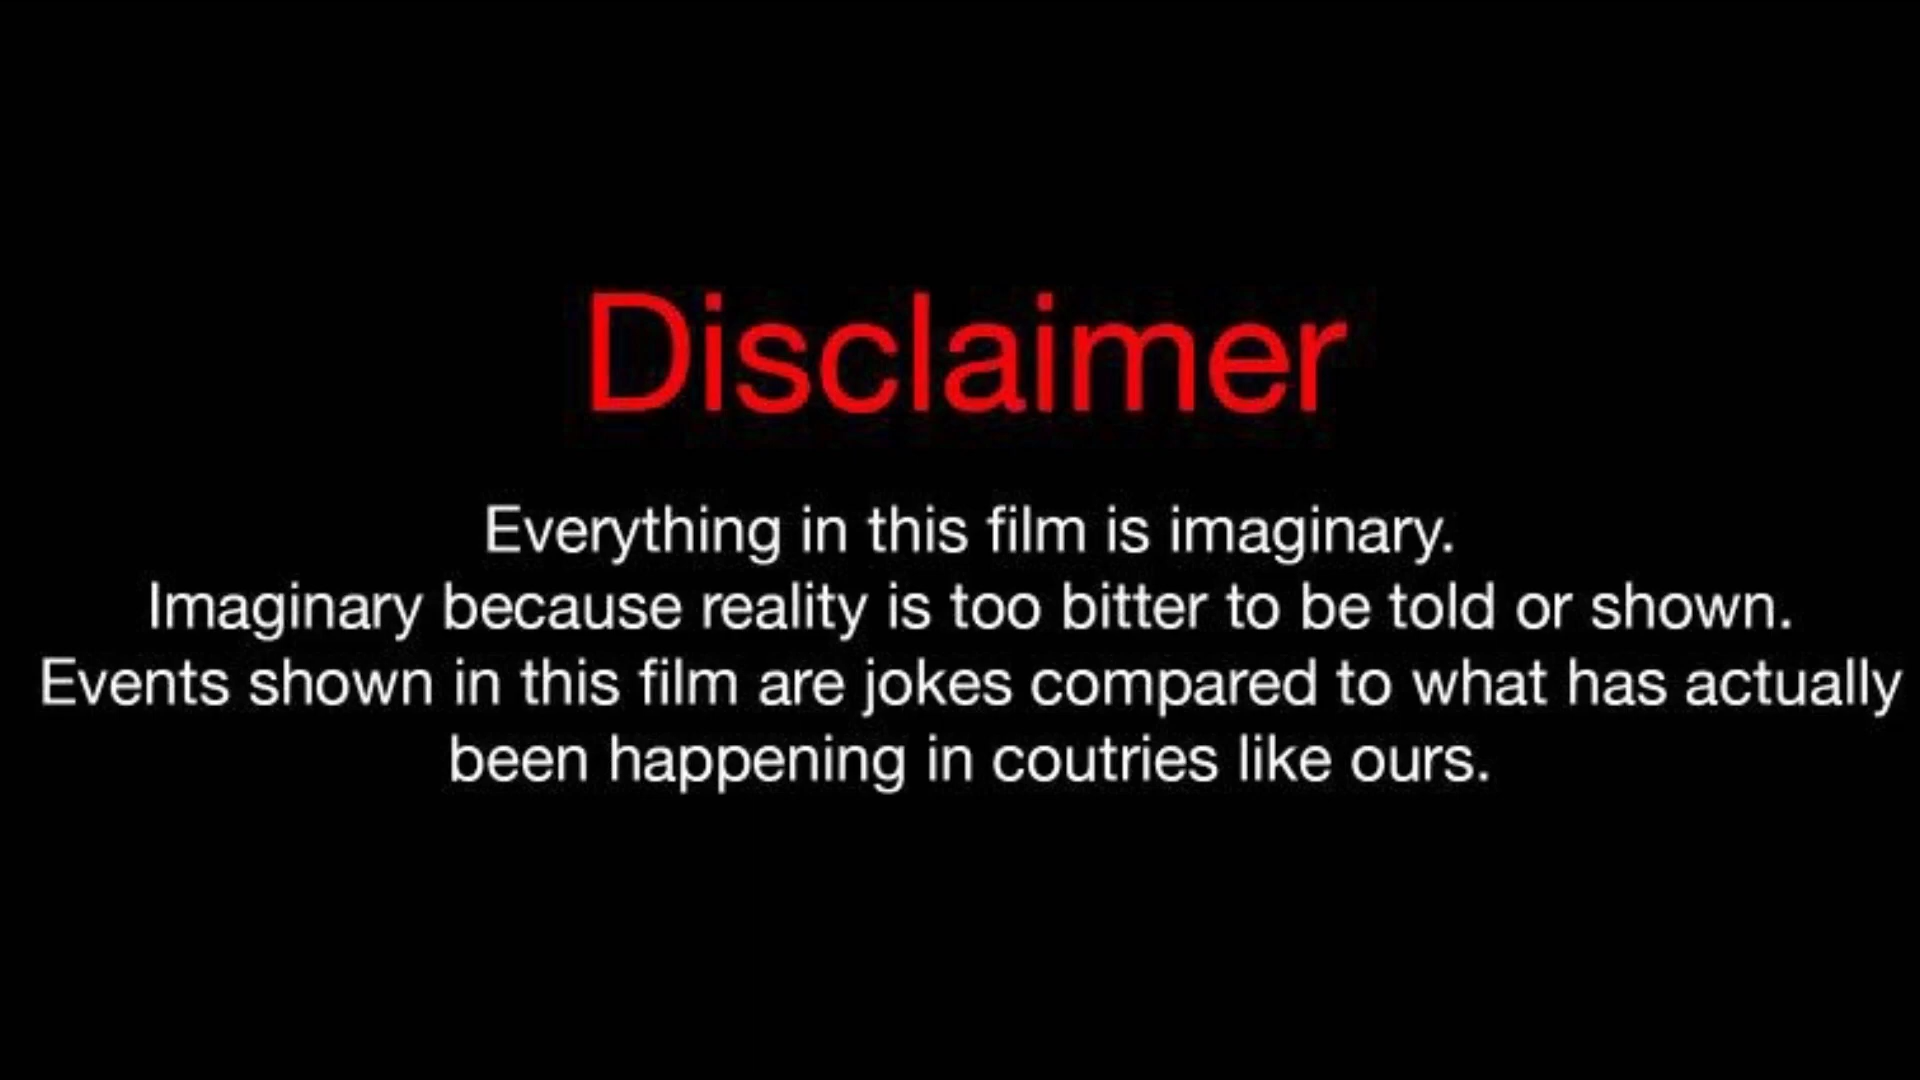 Disclaimer
Everything in this film is imaginary.
Imaginary because reality is too bitter to be told or shown.
Events shown in this film are jokes compared to what has actually
been happening in coutries like ours.